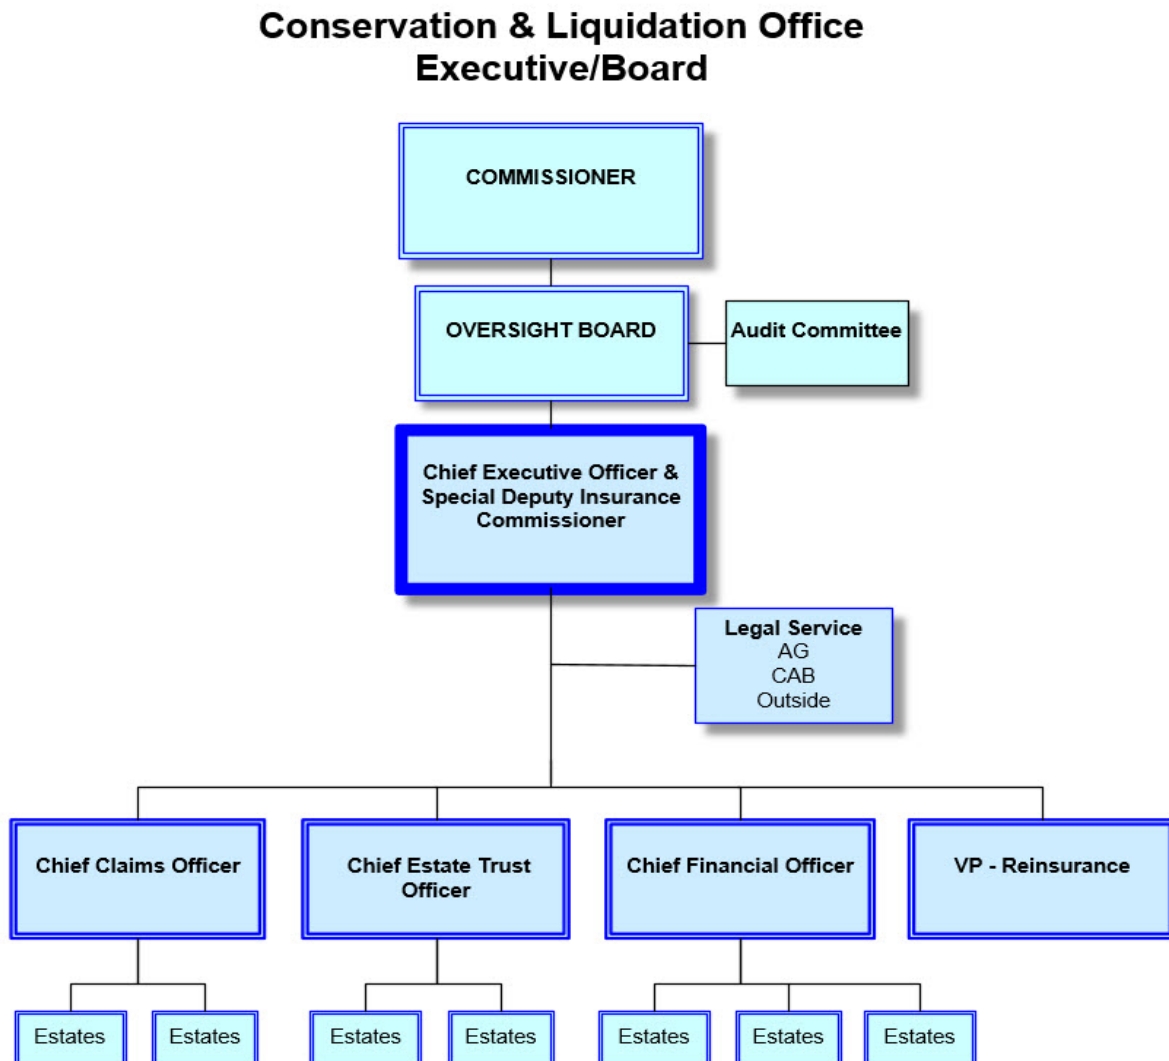 Conservation & Liquidation Office
Executive/Board
COMMISSIONER
OVERSIGHT BOARD
Audit Committee
Chief Executive Officer &
Special Deputy Insurance
Commissioner
Legal Service
AG
CAB
Outside
Chief Claims Officer
Chief Estate Trust
Officer
Chief Financial Officer
VP - Reinsurance
Estates
Estates
Estates
Estates
Estates
Estates
Estates